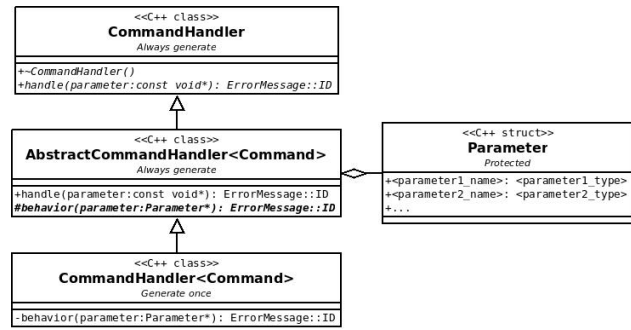 <<C++ class>>
CommandHandler
Always generate
+~CommandHandler()
+handle(parameter:const void*): ErrorMessage::ID
<<C++ class>>
AbstractCommandHandler<Command>
Always generate
+handle(parameter:const void*): ErrorMessage::ID
#behavior(parameter:Parameter*): ErrorMessage::ID
<<C++ struct>>
Parameter
Protected
+<parameter1_name>: <parameter1_type>
+<parameter2_name>: <parameter2_type>
+...
<<C++ class>>
CommandHandler<Command>
Generate once
-behavior(parameter:Parameter*): ErrorMessage::ID